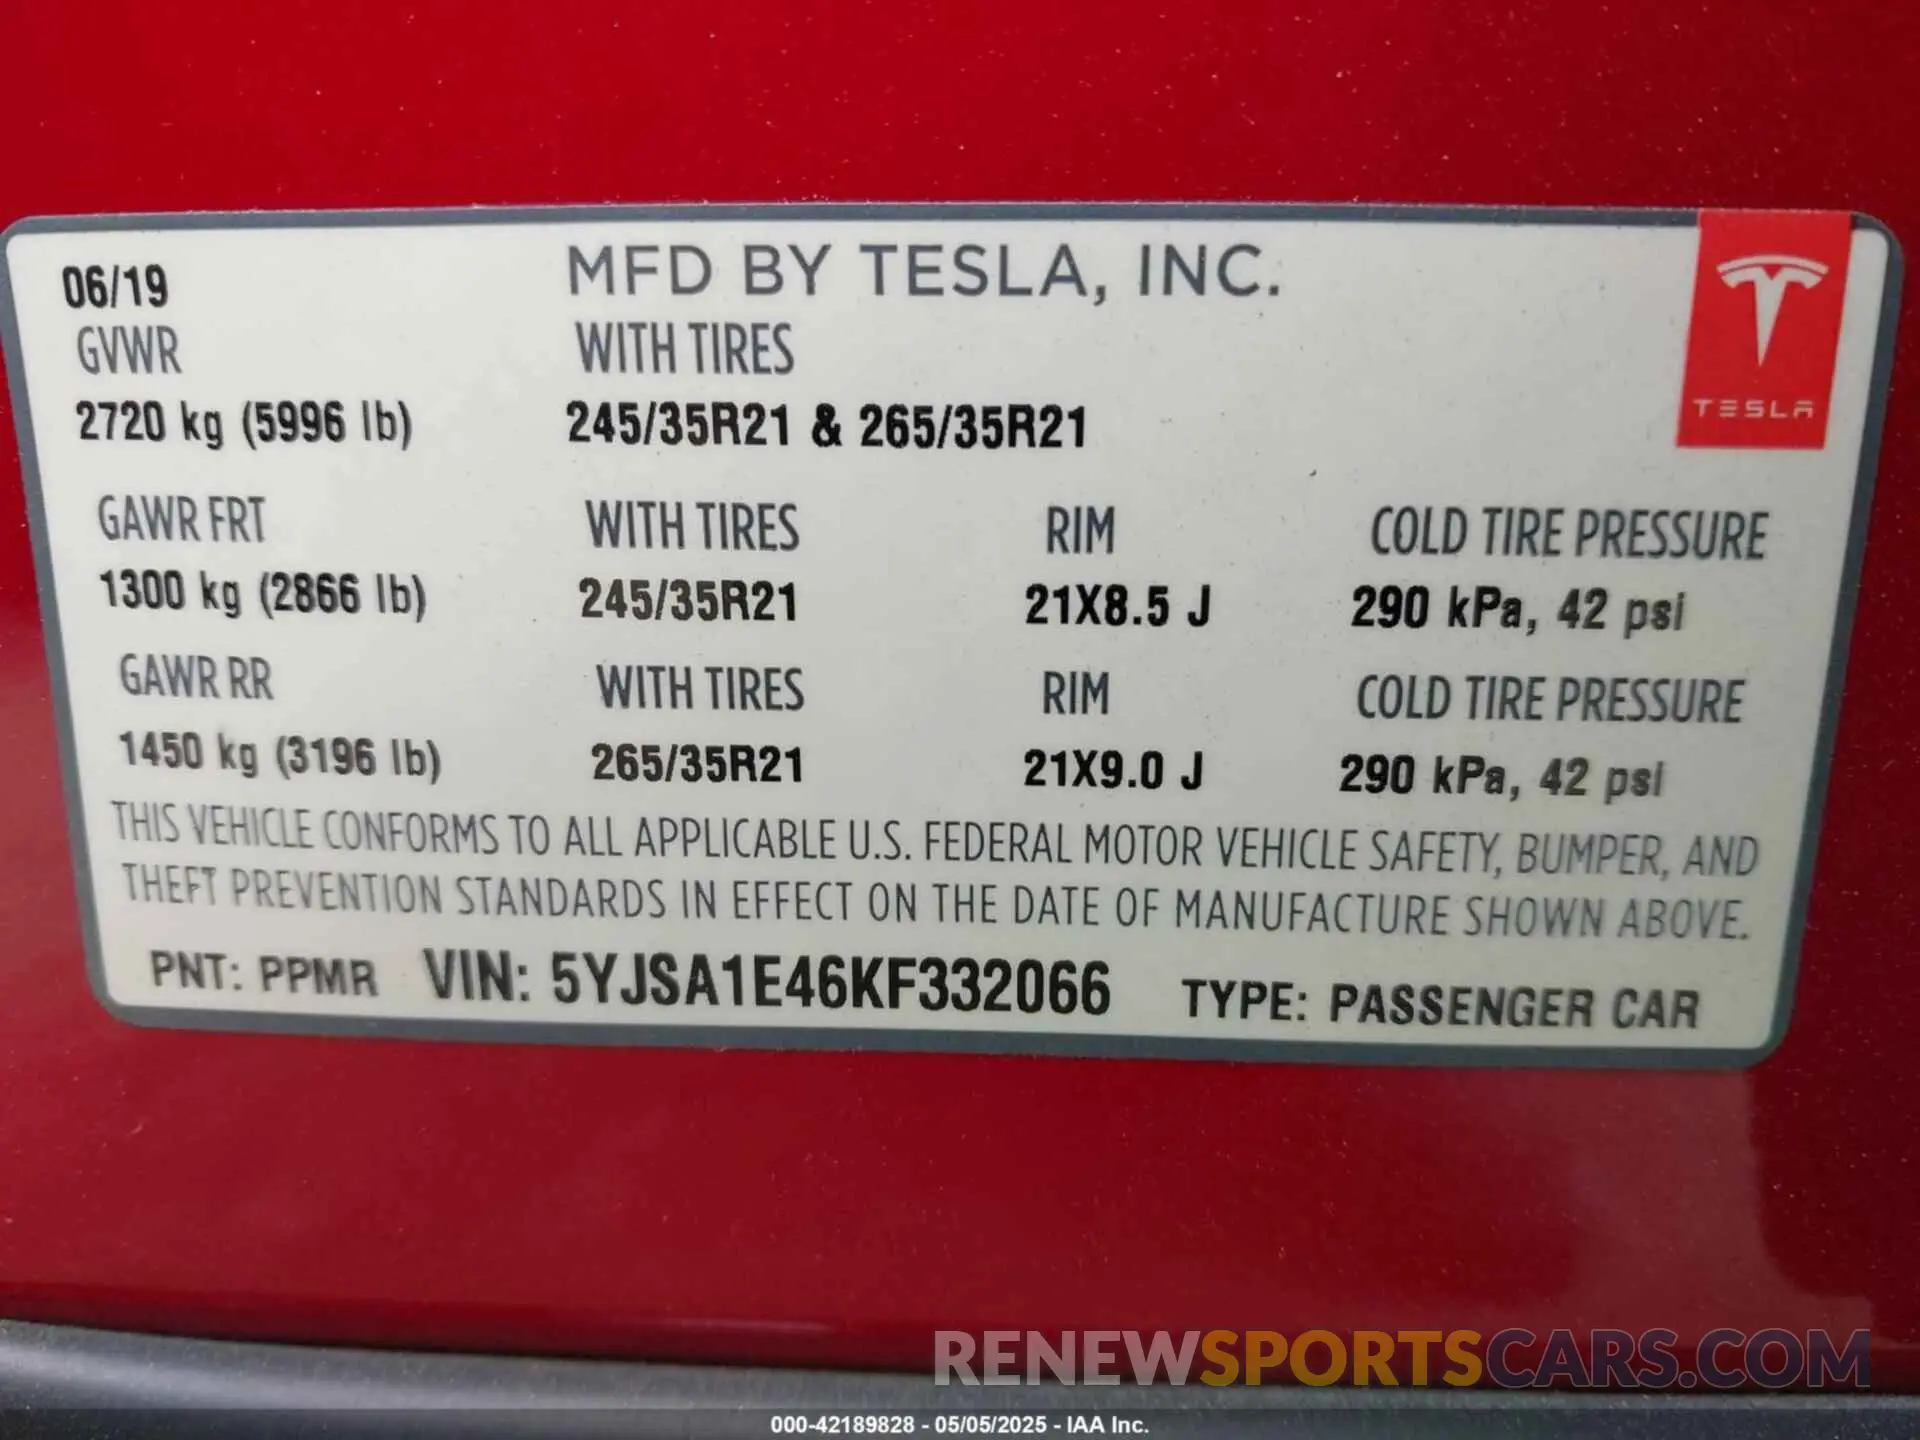 06/19 MFD BY TESLA, INC.
GVWR WITH TIRES
2720 kg (5996 lb) 245/35R21 & 265/35R21
TESLA
GAWR FRT WITH TIRES RIM COLD TIRE PRESSURE
1300 kg (2866 lb) 245/35R21 21X8.5 J 290 kPa, 42 psi
GAWR RR WITH TIRES RIM COLD TIRE PRESSURE
1450 kg (3196 lb) 265/35R21 21X9.0 J 290 kPa, 42 psi
THIS VEHICLE CONFORMS TO ALL APPLICABLE U.S. FEDERAL MOTOR VEHICLE SAFETY, BUMPER, AND
THEFT PREVENTION STANDARDS IN EFFECT ON THE DATE OF MANUFACTURE SHOWN ABOVE.
PNT: PPMR VIN: 5YJSA1E46KF332066 TYPE: PASSENGER CAR
RENEWSPORTSCARS.COM
000-42189828 - 05/05/2025 - IAA Inc.